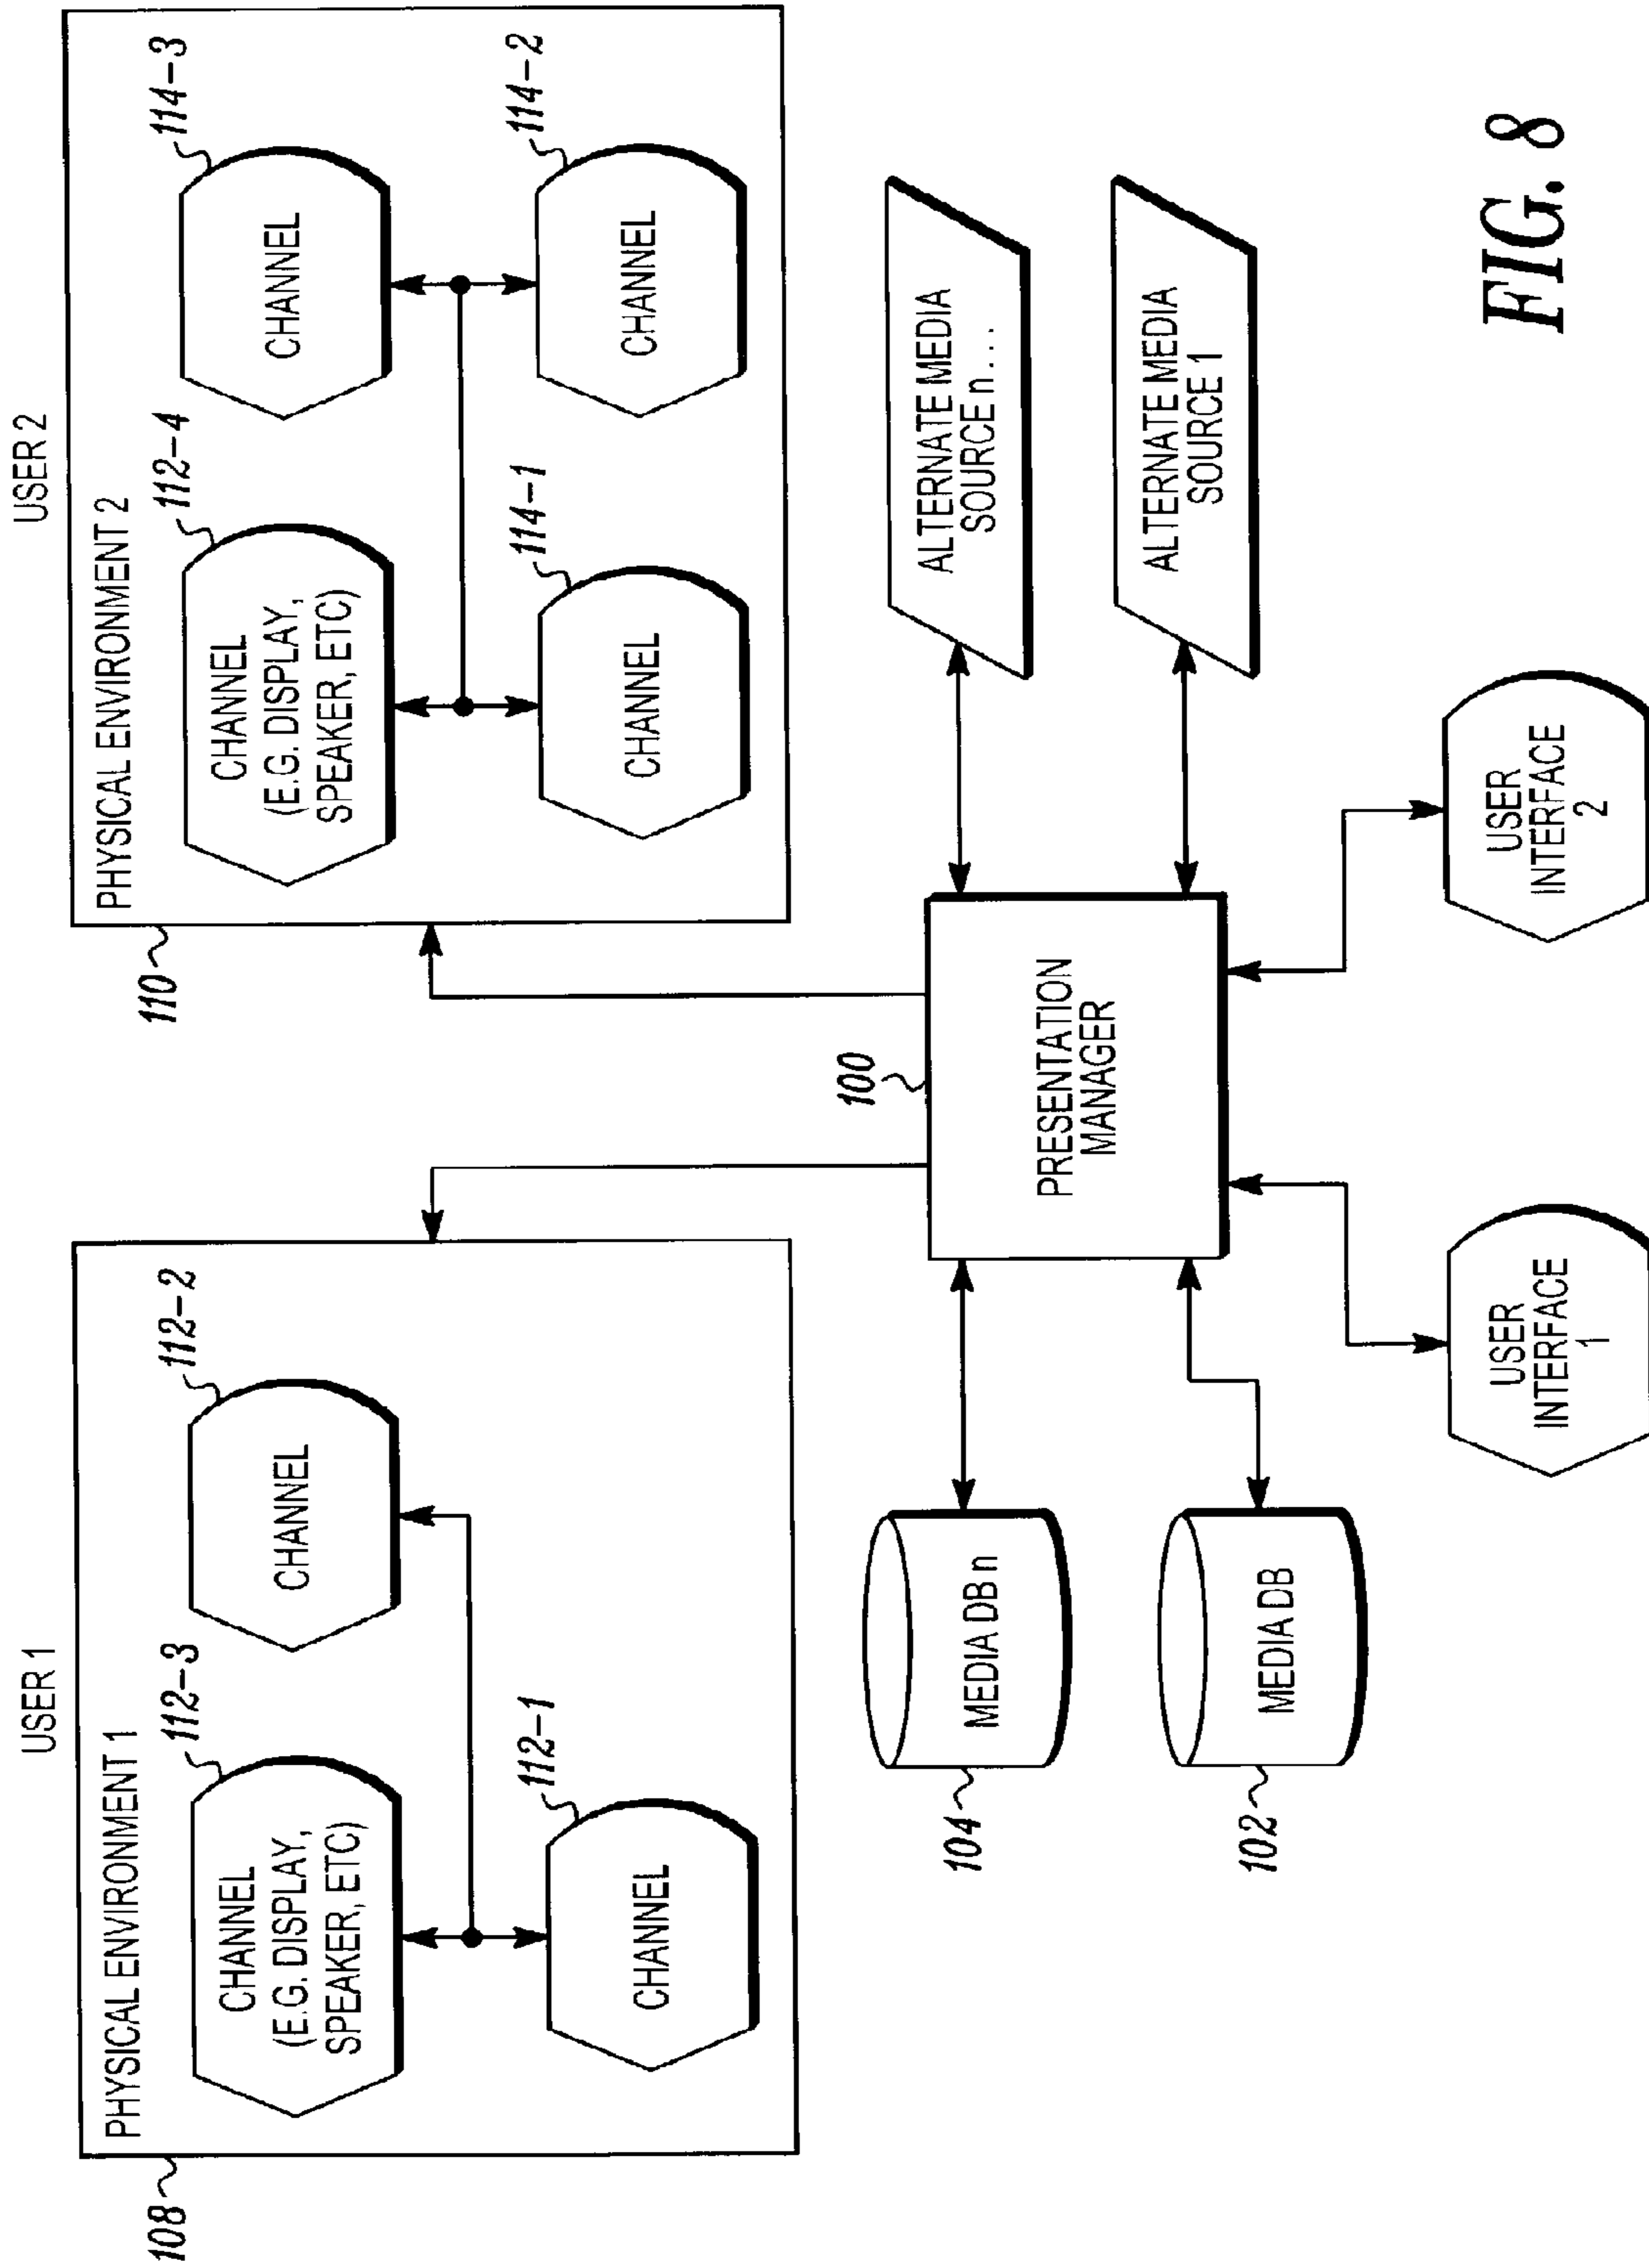 USER 1
PHYSICAL ENVIRONMENT 1
108
112-3
CHANNEL
(E.G. DISPLAY,
SPEAKER, ETC)
112-2
CHANNEL
112-1
CHANNEL
USER 2
PHYSICAL ENVIRONMENT 2
110
112-4
CHANNEL
(E.G. DISPLAY,
SPEAKER, ETC)
114-3
CHANNEL
114-1
CHANNEL
114-2
CHANNEL
104
MEDIA DB n
102
MEDIA DB
100
PRESENTATION
MANAGER
ALTERNATE MEDIA
SOURCE n....
ALTERNATE MEDIA
SOURCE 1
USER
INTERFACE
1
USER
INTERFACE
2
FIG. 8